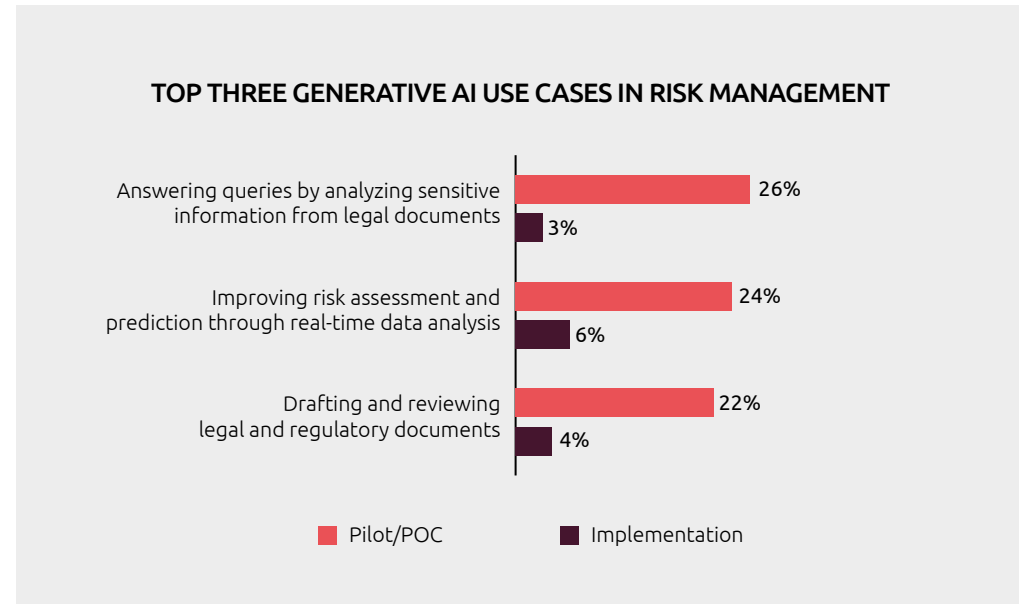 TOP THREE GENERATIVE AI USE CASES IN RISK MANAGEMENT
Answering queries by analyzing sensitive
information from legal documents
26%
3%
Improving risk assessment and
prediction through real-time data analysis
24%
6%
Drafting and reviewing
legal and regulatory documents
22%
4%
Pilot/POC
Implementation